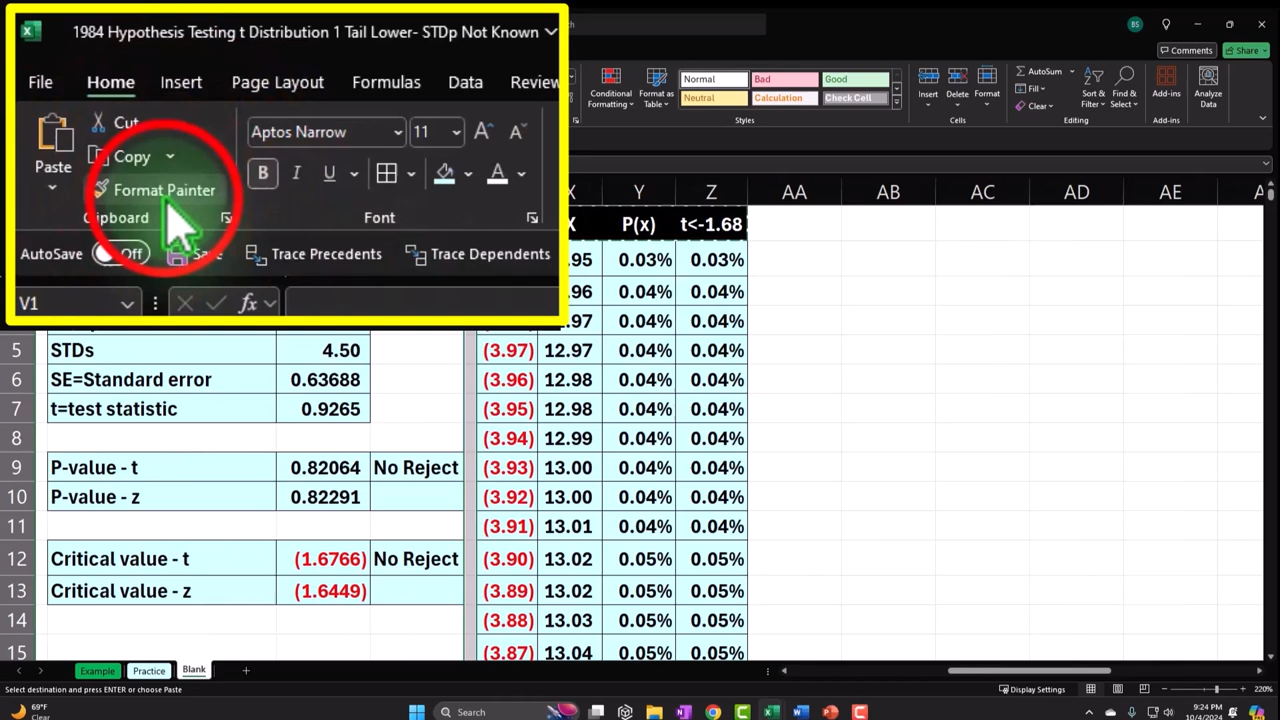 1984 Hypothesis Testing t Distribution 1 Tail Lower- STDp Not Known
BS
Comments
Share
File Home Insert Page Layout Formulas Data Review
Paste
Cut
Copy
Format Painter
Clipboard
Aptos Narrow 11
B I U A
Font
Conditional Formatting
Format as Table
Normal Bad Good
Neutral Calculation Check Cell
Styles
Insert Delete Format
Cells
AutoSum
Fill
Clear
Sort & Filter
Find & Select
Editing
Add-ins
Add-ins
Analyze Data
AutoSave Off Save Trace Precedents Trace Dependents
V1 fx
X Y Z AA AB AC AD AE
X P(x) t<-1.68
.95 0.03% 0.03%
.96 0.04% 0.04%
.97 0.04% 0.04%
5 STDs 4.50 (3.97) 12.97 0.04% 0.04%
6 SE=Standard error 0.63688 (3.96) 12.98 0.04% 0.04%
7 t=test statistic 0.9265 (3.95) 12.98 0.04% 0.04%
8 (3.94) 12.99 0.04% 0.04%
9 P-value - t 0.82064 No Reject (3.93) 13.00 0.04% 0.04%
10 P-value - z 0.82291 (3.92) 13.00 0.04% 0.04%
11 (3.91) 13.01 0.04% 0.04%
12 Critical value - t (1.6766) No Reject (3.90) 13.02 0.05% 0.05%
13 Critical value - z (1.6449) (3.89) 13.02 0.05% 0.05%
14 (3.88) 13.03 0.05% 0.05%
15 (3.87) 13.04 0.05% 0.05%
Example Practice Blank
Select destination and press ENTER or choose Paste Display Settings 220%
69°F
Clear
Search
9:24 PM
10/4/2024